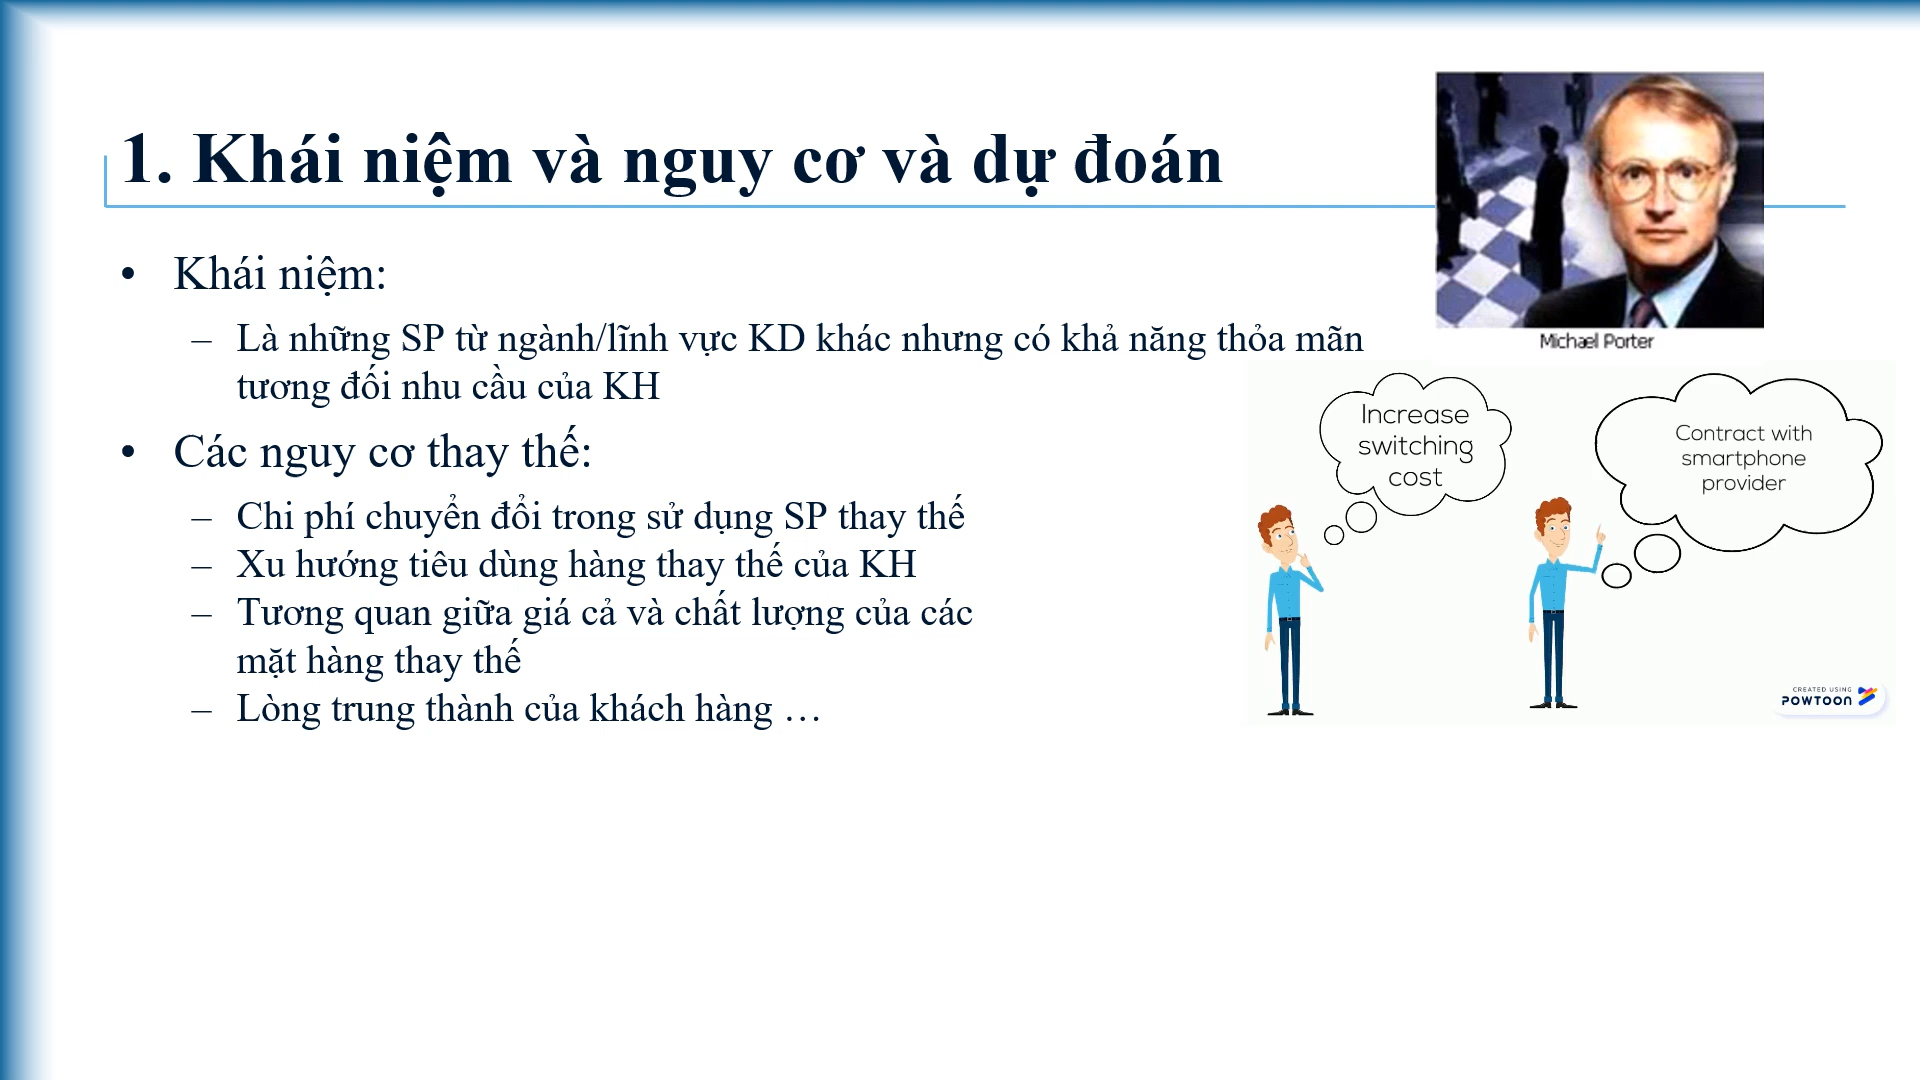 1. Khái niệm và nguy cơ và dự đoán
• Khái niệm:
– Là những SP từ ngành/lĩnh vực KD khác nhưng có khả năng thỏa mãn
tương đối nhu cầu của KH
• Các nguy cơ thay thế:
– Chi phí chuyển đổi trong sử dụng SP thay thế
– Xu hướng tiêu dùng hàng thay thế của KH
– Tương quan giữa giá cả và chất lượng của các
mặt hàng thay thế
– Lòng trung thành của khách hàng …
Michael Porter
Increase
switching
cost
Contract with
smartphone
provider
CREATED USING
POWTOON